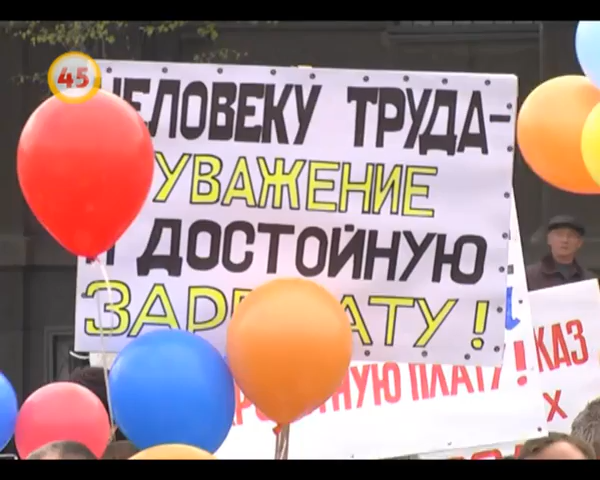 45
ЧЕЛОВЕКУ ТРУДА-
УВАЖЕНИЕ
И ДОСТОЙНУЮ
ЗАРПЛАТУ!
ПЛАТУ!